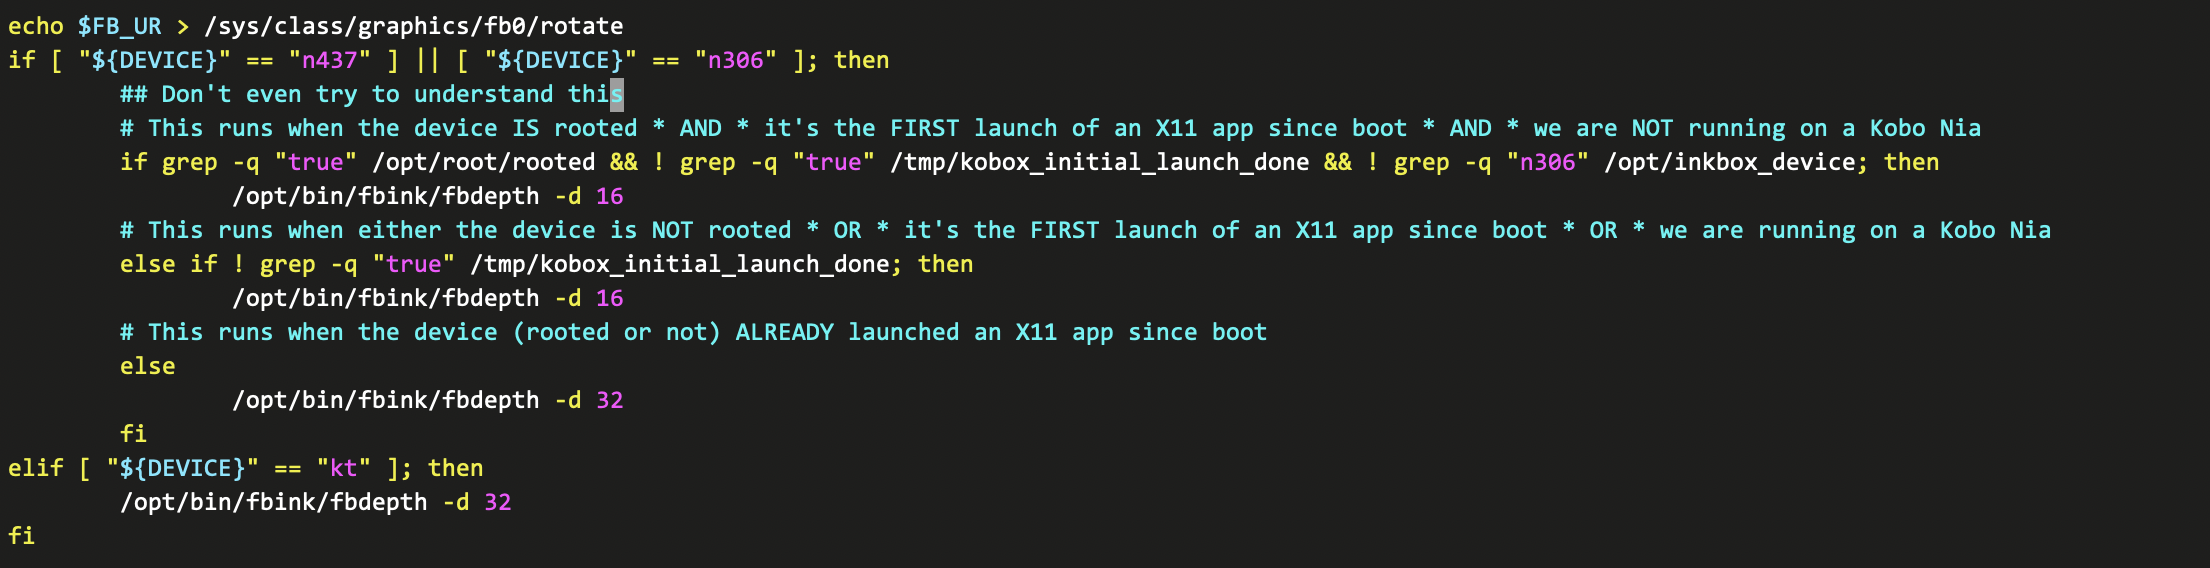 echo $FB_UR > /sys/class/graphics/fb0/rotate
if [ "${DEVICE}" == "n437" ] || [ "${DEVICE}" == "n306" ]; then
        ## Don't even try to understand this
        # This runs when the device IS rooted * AND * it's the FIRST launch of an X11 app since boot * AND * we are NOT running on a Kobo Nia
        if grep -q "true" /opt/root/rooted && ! grep -q "true" /tmp/kobox_initial_launch_done && ! grep -q "n306" /opt/inkbox_device; then
                /opt/bin/fbink/fbdepth -d 16
        # This runs when either the device is NOT rooted * OR * it's the FIRST launch of an X11 app since boot * OR * we are running on a Kobo Nia
        else if ! grep -q "true" /tmp/kobox_initial_launch_done; then
                /opt/bin/fbink/fbdepth -d 16
        # This runs when the device (rooted or not) ALREADY launched an X11 app since boot
        else
                /opt/bin/fbink/fbdepth -d 32
        fi
elif [ "${DEVICE}" == "kt" ]; then
        /opt/bin/fbink/fbdepth -d 32
fi